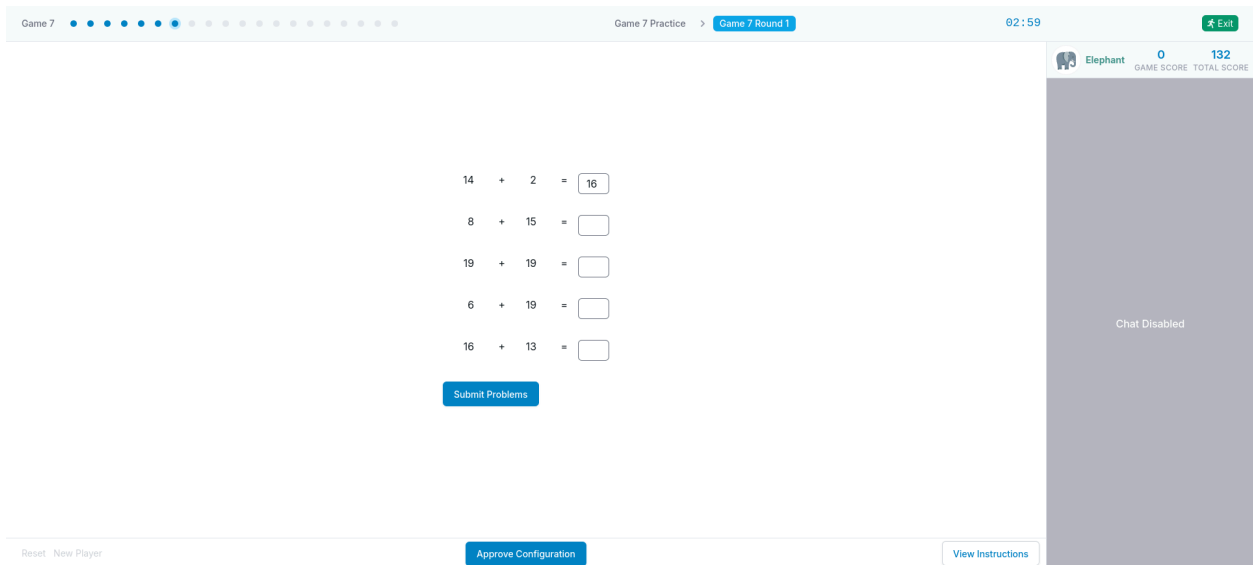 Game 7
Game 7 Practice > Game 7 Round 1
02:59
Exit
Elephant
0
GAME SCORE
132
TOTAL SCORE
14 + 2 = 16
8 + 15 =
19 + 19 =
6 + 19 =
16 + 13 =
Submit Problems
Chat Disabled
Reset New Player
Approve Configuration
View Instructions